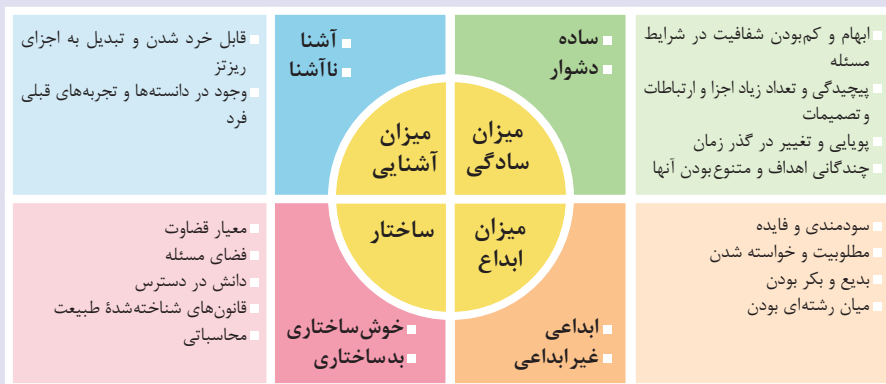 ابهام و کم‌بودن شفافیت در شرایط
مسئله
پیچیدگی و تعداد زیاد اجزا و ارتباطات
و تصمیمات
پویایی و تغییر در گذر زمان
چندگانی اهداف و متنوع‌بودن آنها
ساده
دشوار
میزان
سادگی
آشنا
ناآشنا
میزان
آشنایی
قابل خرد شدن و تبدیل به اجزای
ریزتز
وجود در دانسته‌ها و تجربه‌های قبلی
فرد
سودمندی و فایده
مطلوبیت و خواسته شدن
بدیع و بکر بودن
میان رشته‌ای بودن
میزان
ابداع
ابداعی
غیرابداعی
ساختار
خوش‌ساختاری
بدساختاری
معیار قضاوت
فضای مسئله
دانش در دسترس
قانون‌های شناخته‌شدهٔ طبیعت
محاسباتی